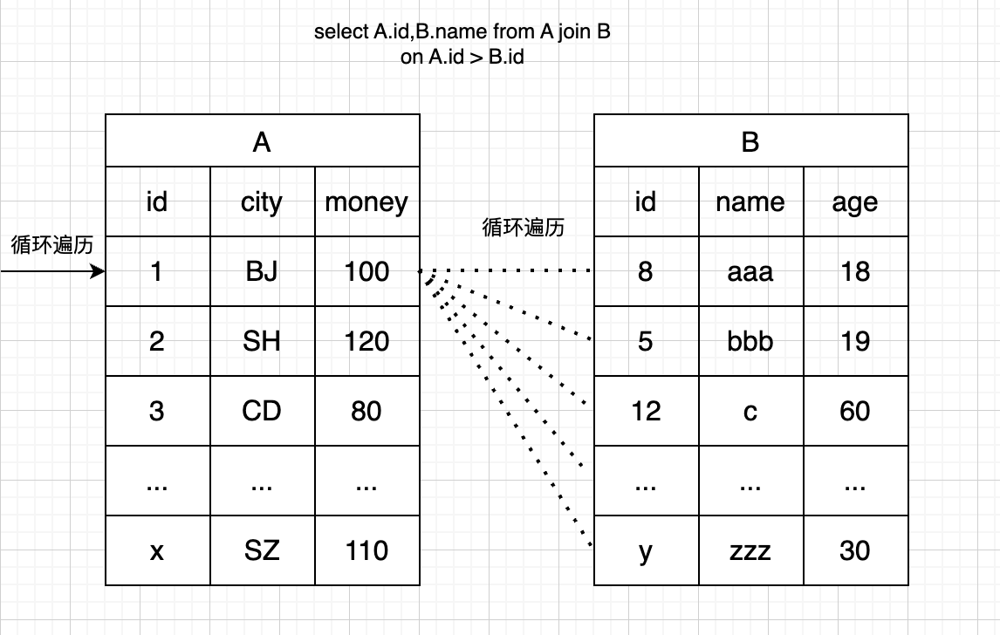 select A.id,B.name from A join B
on A.id > B.id
A
B
id city money
id name age
循环遍历
循环遍历
1 BJ 100
8 aaa 18
2 SH 120
5 bbb 19
3 CD 80
12 c 60
... ... ...
... ... ...
x SZ 110
y zzz 30